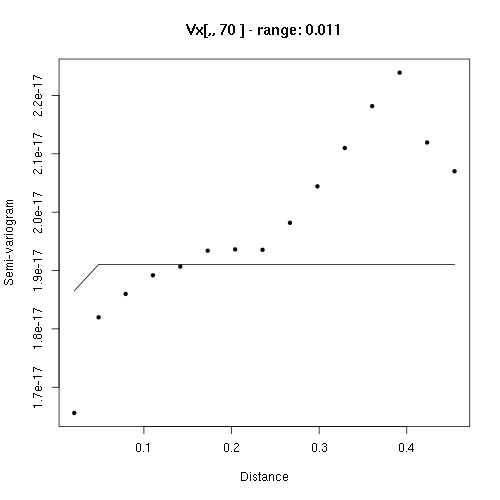 Vx[,, 70 ] - range: 0.011
Semi-variogram
2.2e-17
2.1e-17
2.0e-17
1.9e-17
1.8e-17
1.7e-17
0.1
0.2
0.3
0.4
Distance